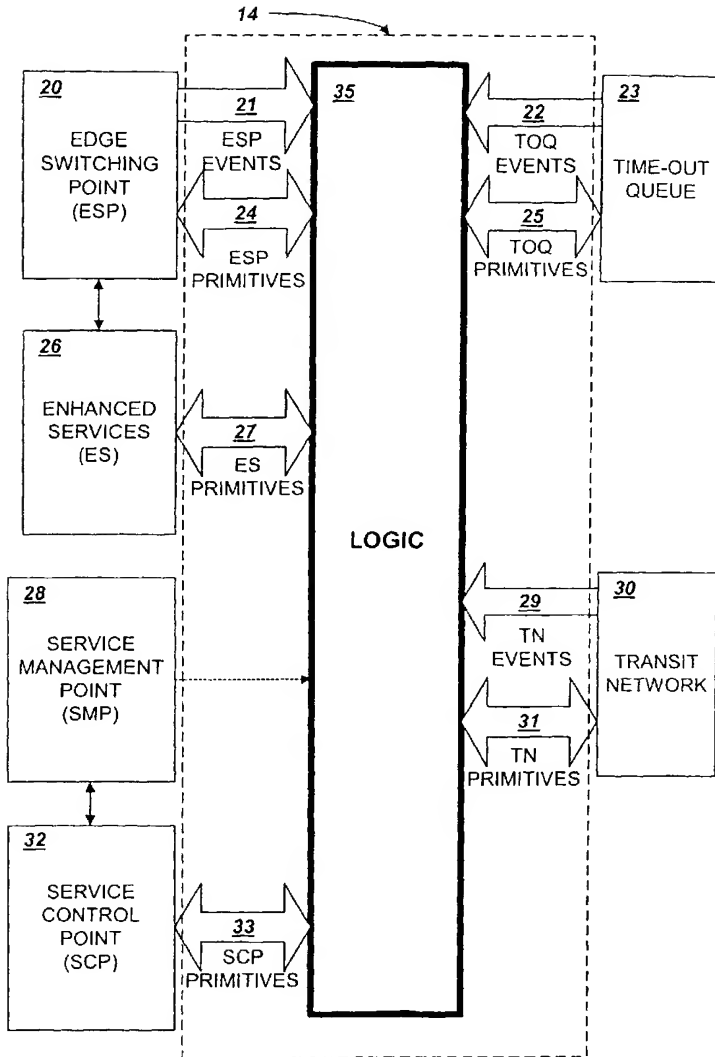 14
20
EDGE
SWITCHING
POINT
(ESP)
21
ESP
EVENTS
24
ESP
PRIMITIVES
35
LOGIC
22
TOQ
EVENTS
25
TOQ
PRIMITIVES
23
TIME-OUT
QUEUE
26
ENHANCED
SERVICES
(ES)
27
ES
PRIMITIVES
28
SERVICE
MANAGEMENT
POINT
(SMP)
29
TN
EVENTS
31
TN
PRIMITIVES
30
TRANSIT
NETWORK
32
SERVICE
CONTROL
POINT
(SCP)
33
SCP
PRIMITIVES